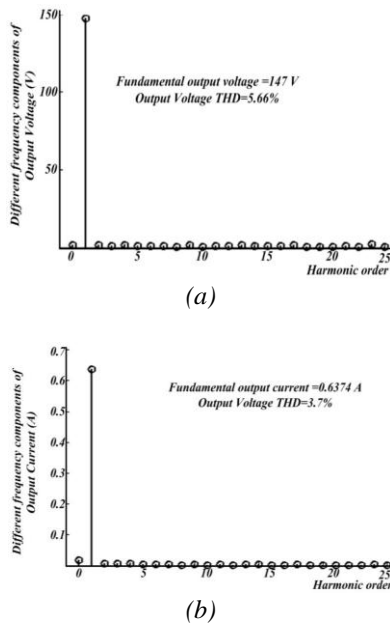 150
100
50
0
5
10
15
20
25
Different frequency components of
Output Voltage (V)
Fundamental output voltage =147 V
Output Voltage THD=5.66%
Harmonic order
(a)
0.7
0.6
0.5
0.4
0.3
0.2
0.1
0
5
10
15
20
25
Different frequency components of
Output Current (A)
Fundamental output current =0.6374 A
Output Voltage THD=3.7%
Harmonic order
(b)